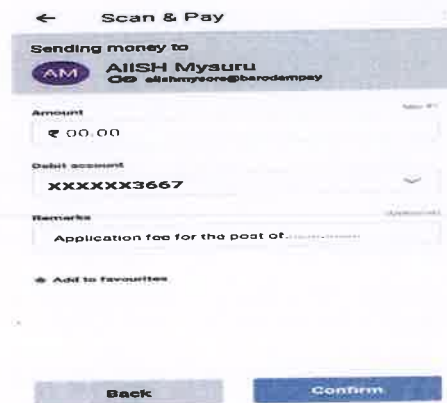 ← Scan & Pay
Sending money to
AM
AIISH Mysuru
aiishmysore@barodampay
Amount
₹ 00.00
Debit account
XXXXXX3667
Remarks
Application fee for the post of..................
Add to favourites
Back
Confirm